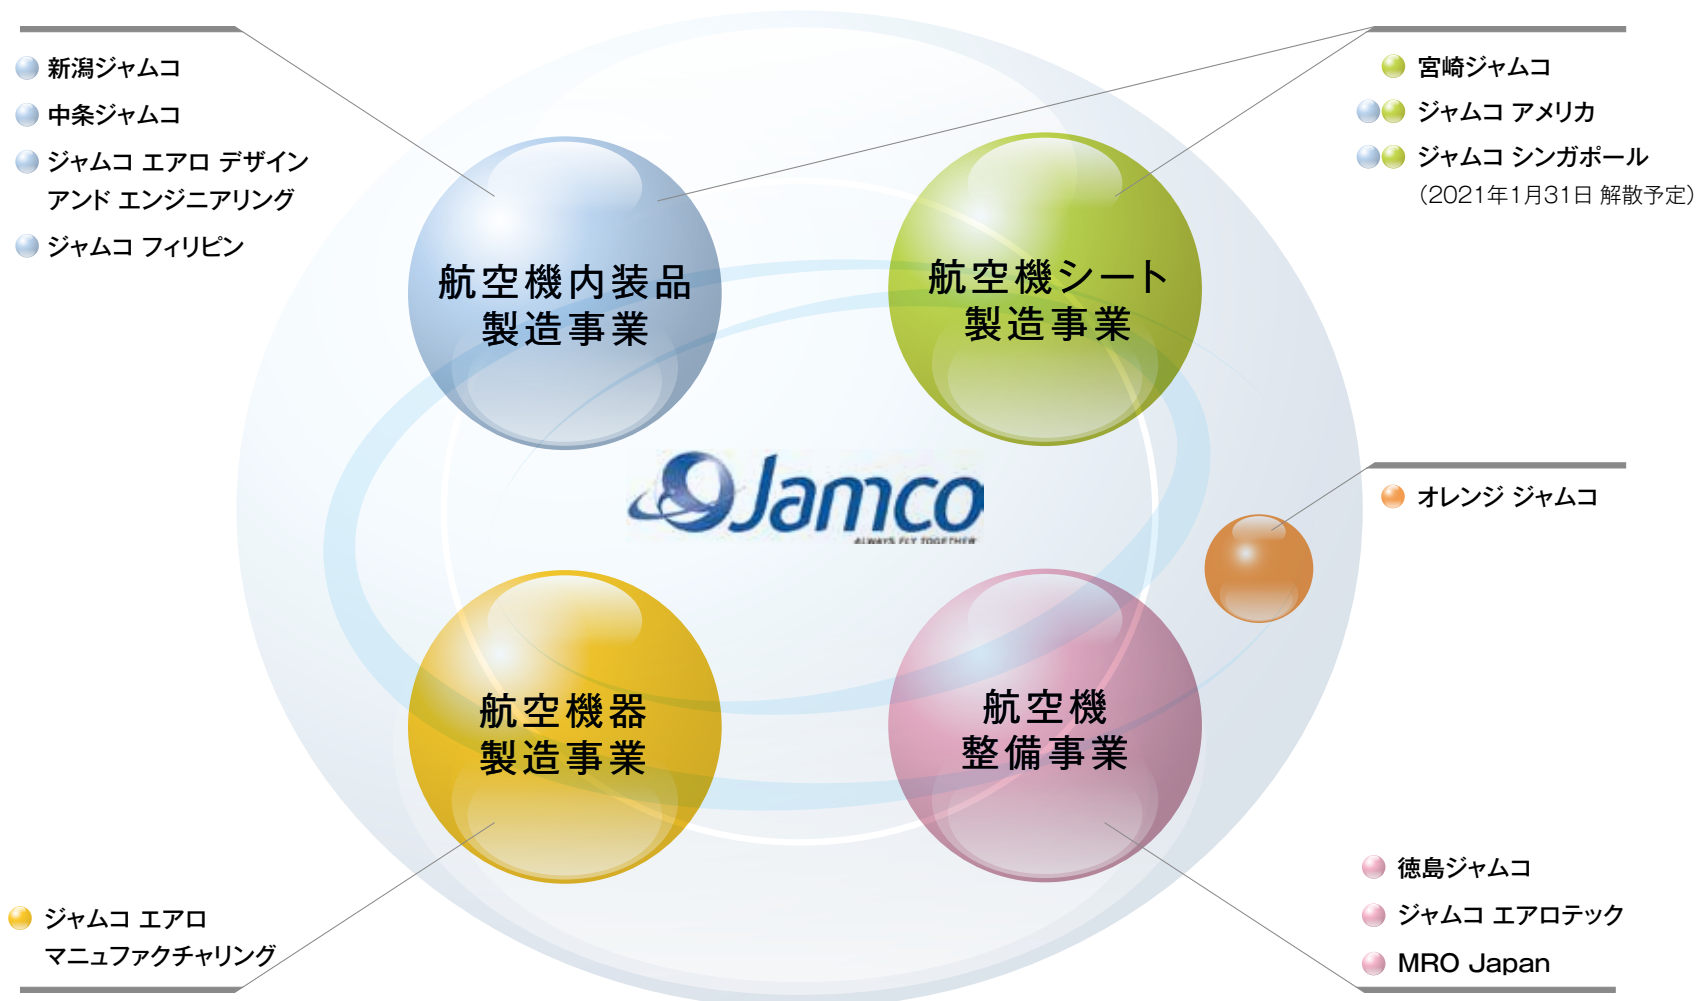 新潟ジャムコ
中条ジャムコ
ジャムコ エアロ デザイン
アンド エンジニアリング
ジャムコ フィリピン
宮崎ジャムコ
ジャムコ アメリカ
ジャムコ シンガポール
（2021年1月31日 解散予定）
航空機内装品
製造事業
航空機シート
製造事業
Jamco
ALWAYS FLY TOGETHER
オレンジ ジャムコ
航空機器
製造事業
航空機
整備事業
ジャムコ エアロ
マニュファクチャリング
徳島ジャムコ
ジャムコ エアロテック
MRO Japan